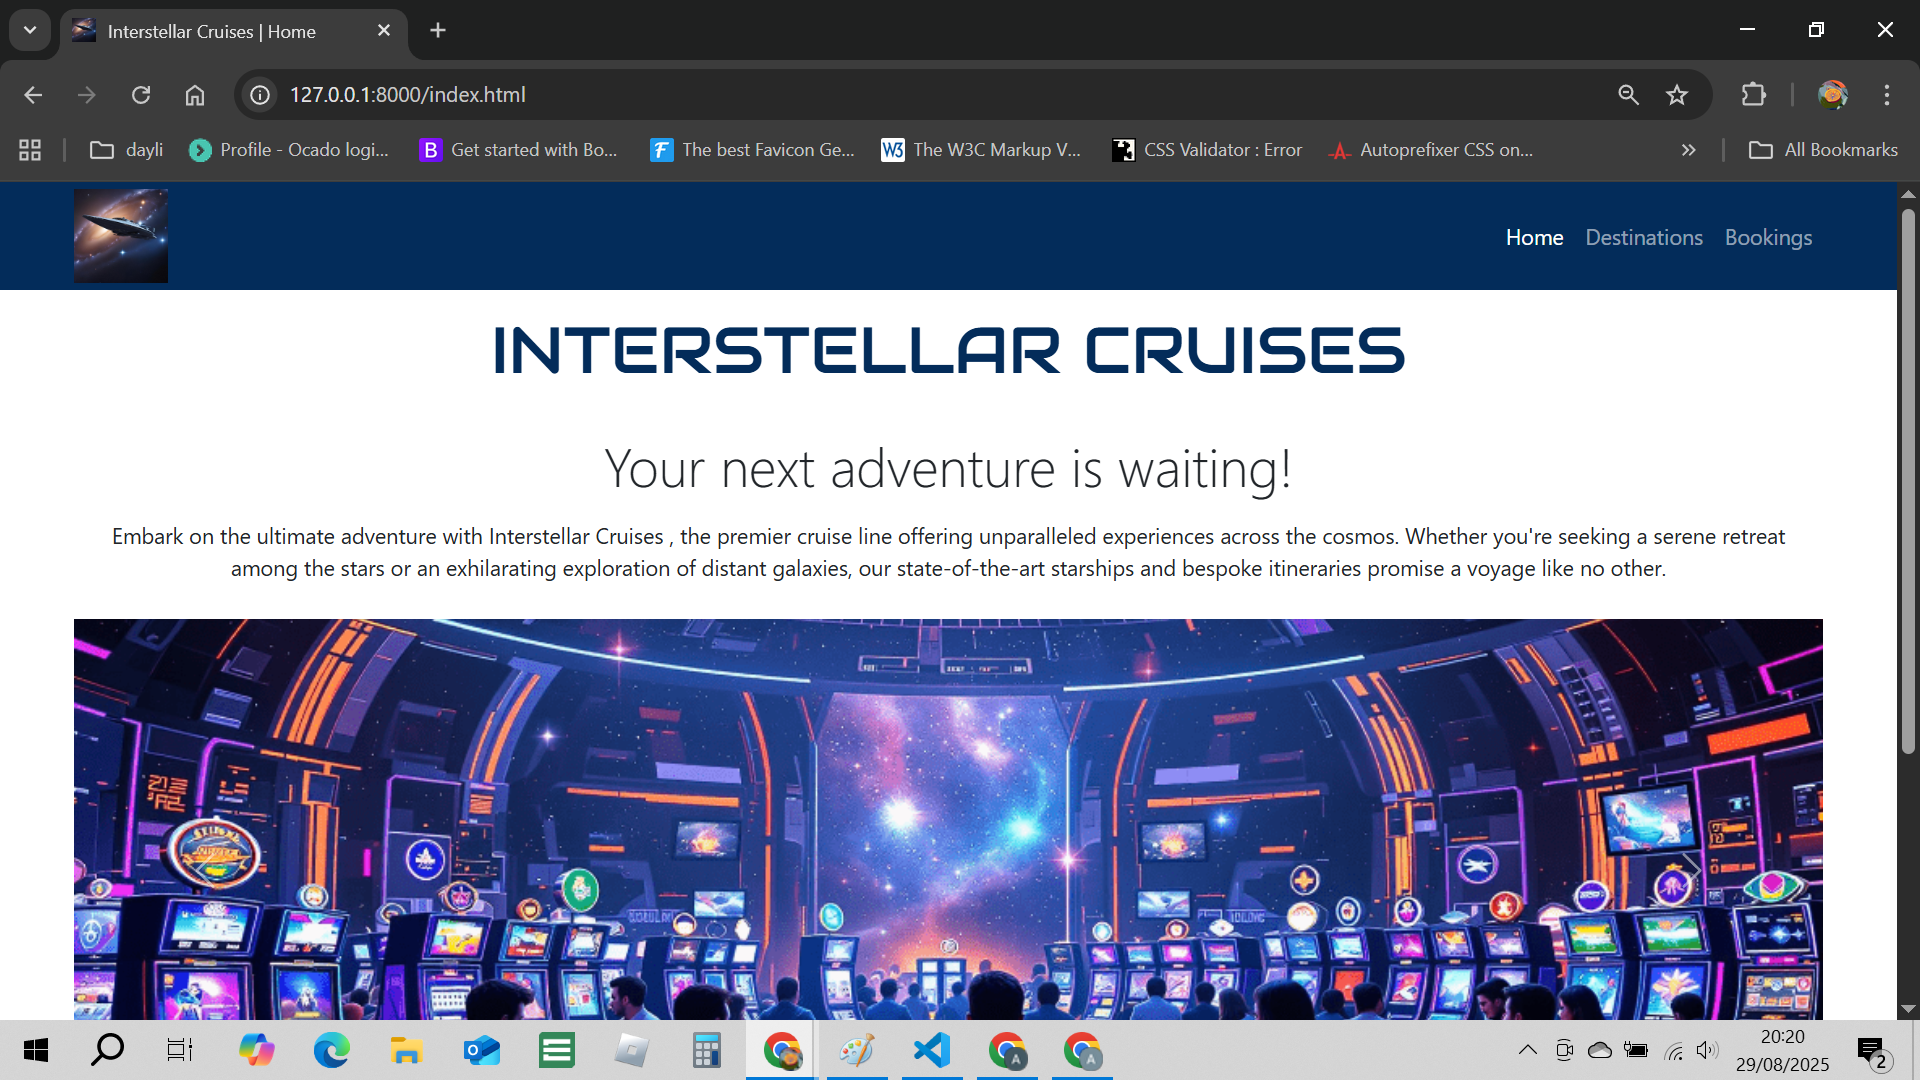 Interstellar Cruises | Home
127.0.0.1:8000/index.html
dayli
Profile - Ocado logi...
B
Get started with Bo...
F
The best Favicon Ge...
W3
The W3C Markup V...
CSS Validator : Error
Autoprefixer CSS on...
All Bookmarks
Home Destinations Bookings
INTERSTELLAR CRUISES
Your next adventure is waiting!
Embark on the ultimate adventure with Interstellar Cruises , the premier cruise line offering unparalleled experiences across the cosmos. Whether you're seeking a serene retreat
among the stars or an exhilarating exploration of distant galaxies, our state-of-the-art starships and bespoke itineraries promise a voyage like no other.
A
A
20:20
29/08/2025
2